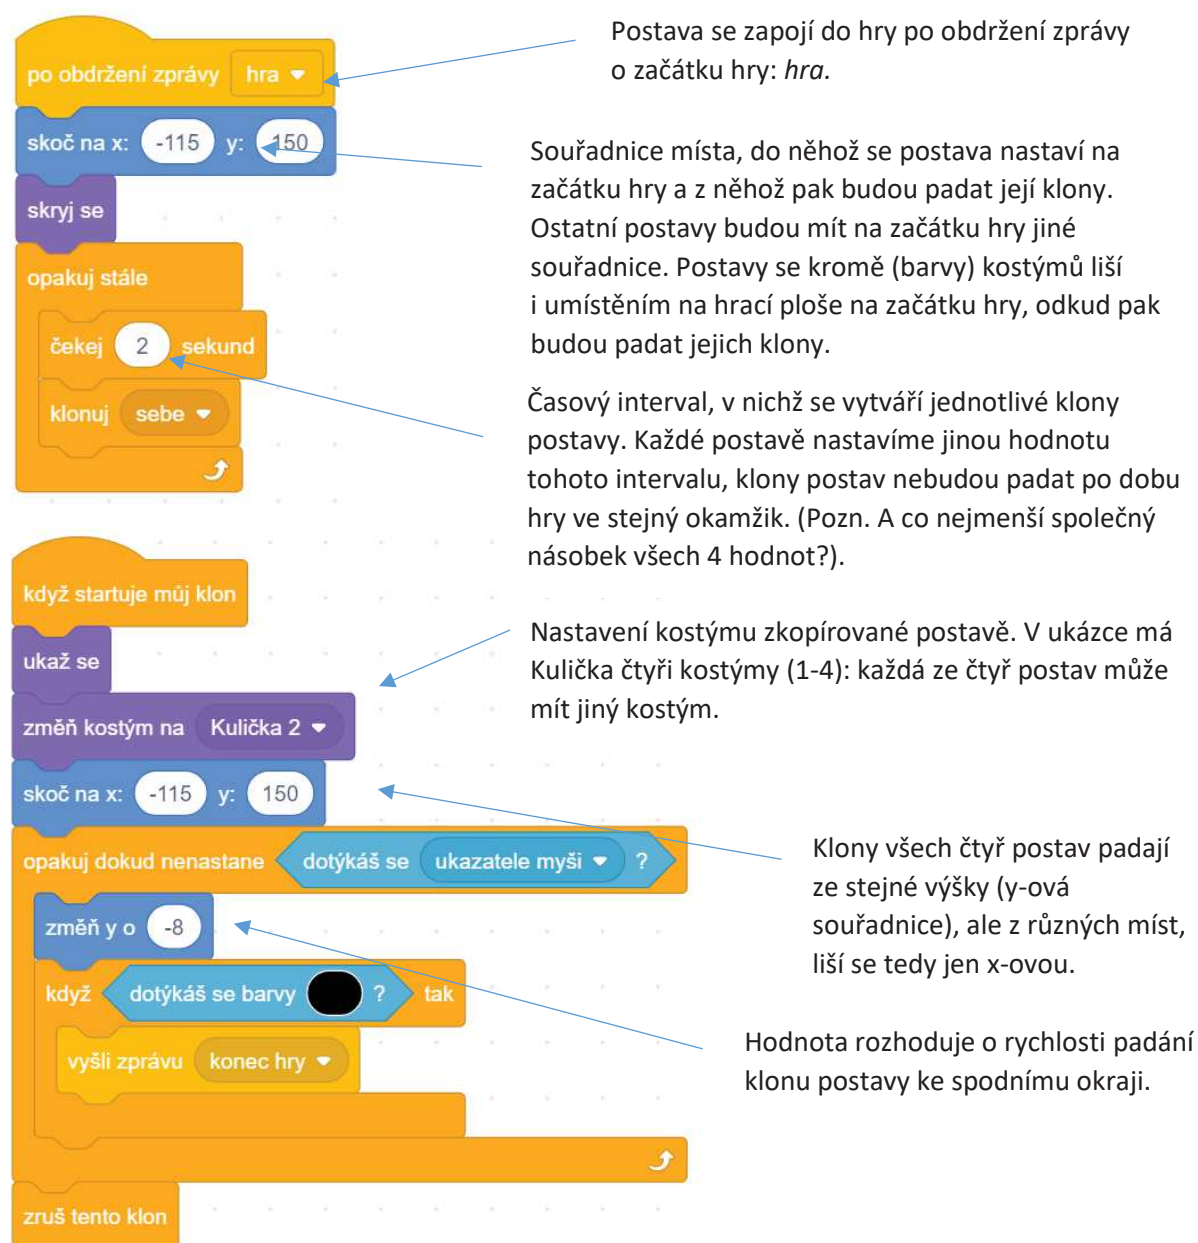 Postava se zapojí do hry po obdržení zprávy
o začátku hry: hra.
po obdržení zprávy hra
skoč na x: -115 y: 150
skryj se
opakuj stále
čekej 2 sekund
klonuj sebe
Souřadnice místa, do něhož se postava nastaví na
začátku hry a z něhož pak budou padat její klony.
Ostatní postavy budou mít na začátku hry jiné
souřadnice. Postavy se kromě (barvy) kostýmů liší
i umístěním na hrací ploše na začátku hry, odkud pak
budou padat jejich klony.
Časový interval, v nichž se vytváří jednotlivé klony
postavy. Každé postavě nastavíme jinou hodnotu
tohoto intervalu, klony postav nebudou padat po dobu
hry ve stejný okamžik. (Pozn. A co nejmenší společný
násobek všech 4 hodnot?).
když startuje můj klon
ukaž se
změň kostým na Kulička 2
skoč na x: -115 y: 150
opakuj dokud nenastane dotýkáš se ukazatele myši ?
změň y o -8
když dotýkáš se barvy ? tak
vyšli zprávu konec hry
zruš tento klon
Nastavení kostýmu zkopírované postavě. V ukázce má
Kulička čtyři kostýmy (1-4): každá ze čtyř postav může
mít jiný kostým.
Klony všech čtyř postav padají
ze stejné výšky (y-ová
souřadnice), ale z různých míst,
liší se tedy jen x-ovou.
Hodnota rozhoduje o rychlosti padání
klonu postavy ke spodnímu okraji.